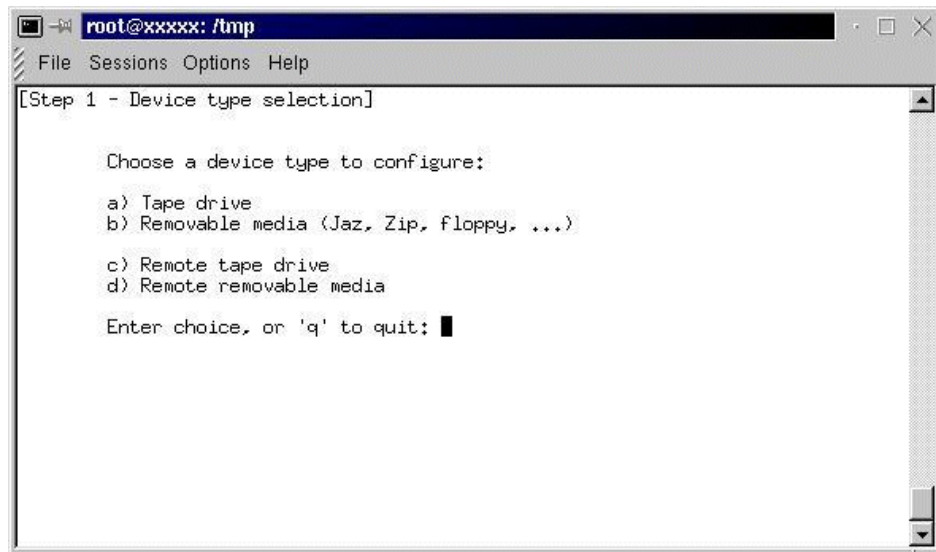 root@xxxxx: /tmp
File Sessions Options Help
[Step 1 - Device type selection]
Choose a device type to configure:
a) Tape drive
b) Removable media (Jaz, Zip, floppy, ...)
c) Remote tape drive
d) Remote removable media
Enter choice, or 'q' to quit: